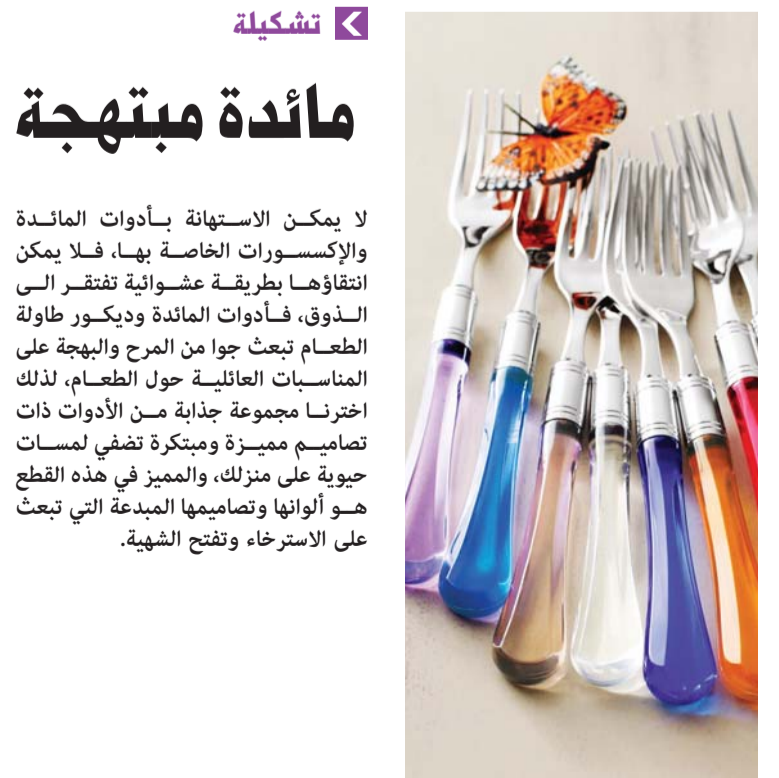 تشكيلة
مائدة مبتهجة
لا يمكن الاستهانة بأدوات المائدة
والإكسسورات الخاصة بها، فلا يمكن
انتقاؤها بطريقة عشوائية تفتقر الى
الذوق، فأدوات المائدة وديكور طاولة
الطعام تبعث جوا من المرح والبهجة على
المناسبات العائلية حول الطعام، لذلك
اخترنا مجموعة جذابة من الأدوات ذات
تصاميم مميزة ومبتكرة تضفي لمسات
حيوية على منزلك، والمميز في هذه القطع
هو ألوانها وتصاميمها المبدعة التي تبعث
على الاسترخاء وتفتح الشهية.